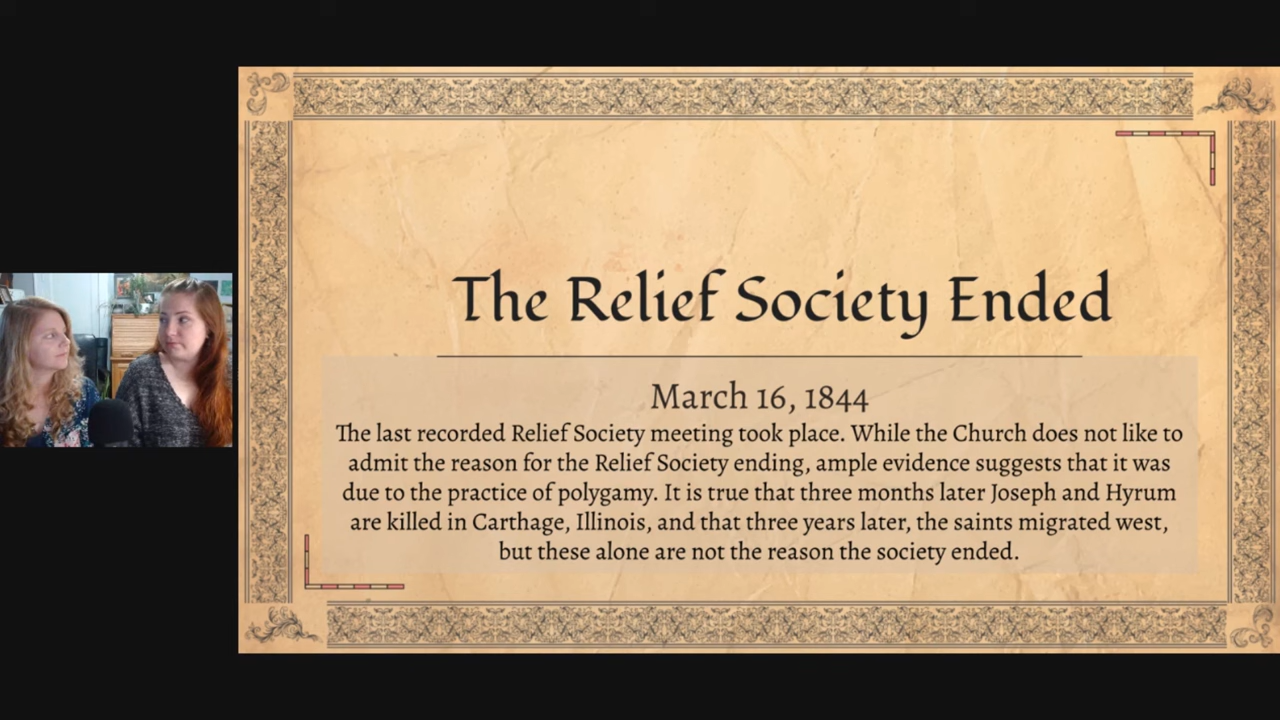 The Relief Society Ended
March 16, 1844
The last recorded Relief Society meeting took place. While the Church does not like to
admit the reason for the Relief Society ending, ample evidence suggests that it was
due to the practice of polygamy. It is true that three months later Joseph and Hyrum
are killed in Carthage, Illinois, and that three years later, the saints migrated west,
but these alone are not the reason the society ended.